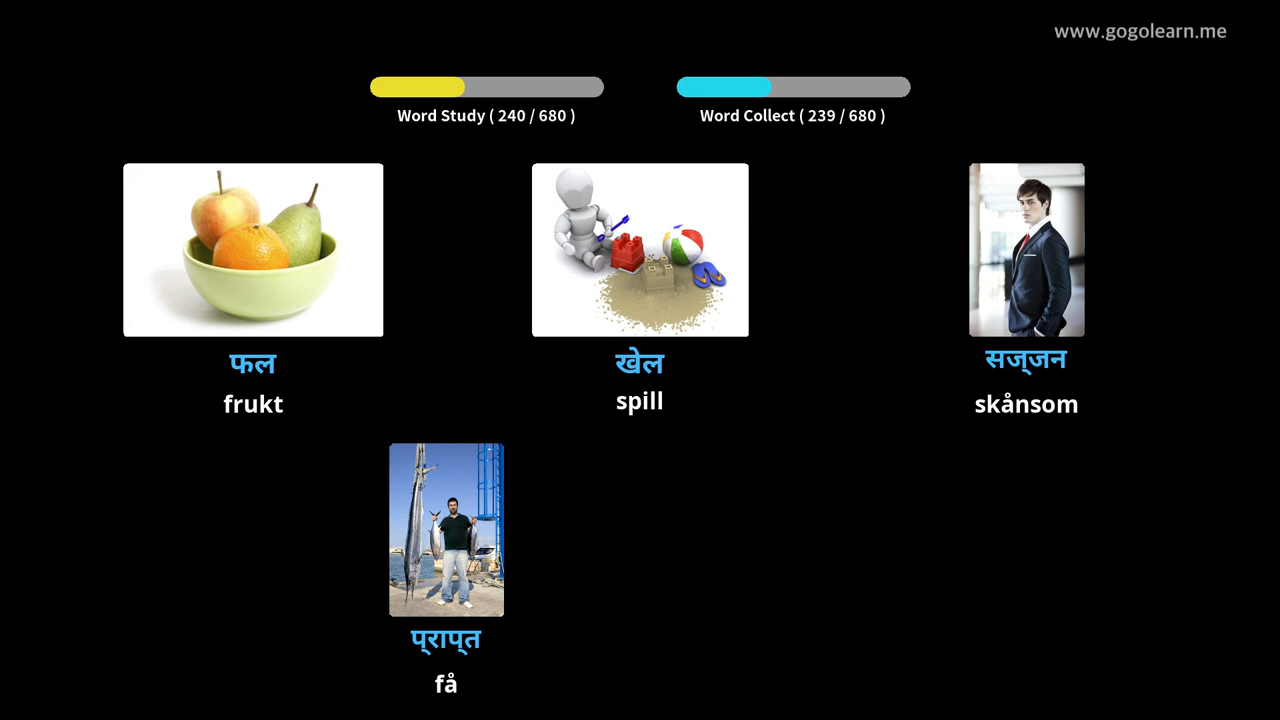 www.gogolearn.me
Word Study ( 240 / 680 )
Word Collect ( 239 / 680 )
फल
खेल
सज्‌जन
frukt
spill
skånsom
प्‌राप्‌त
få